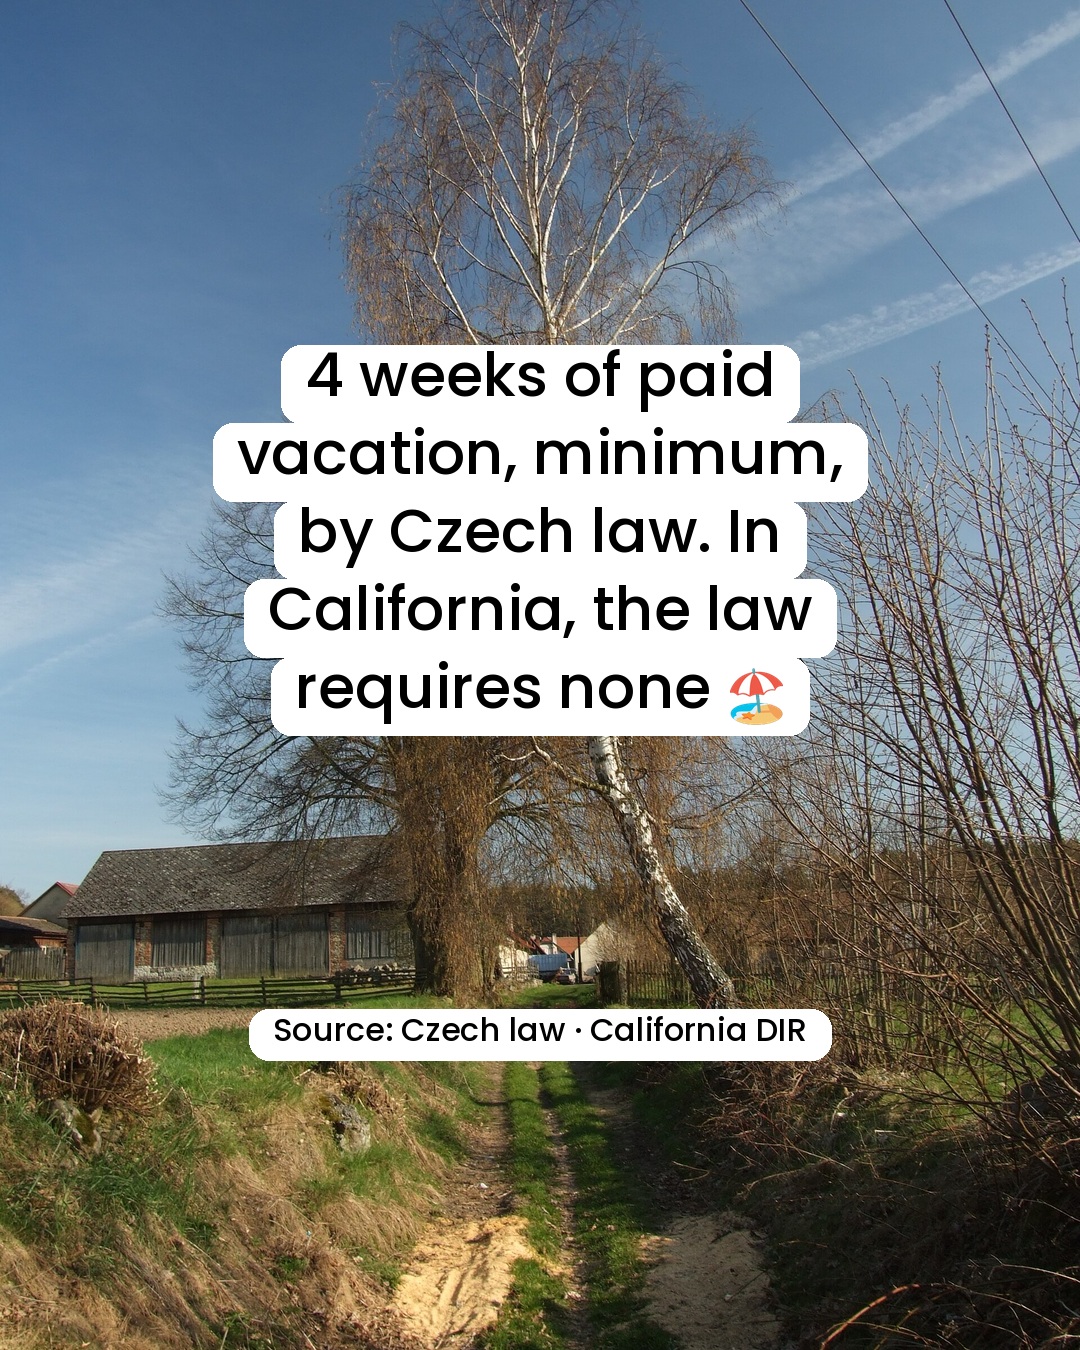 4 weeks of paid
vacation, minimum,
by Czech law. In
California, the law
requires none 🏖️
Source: Czech law · California DIR